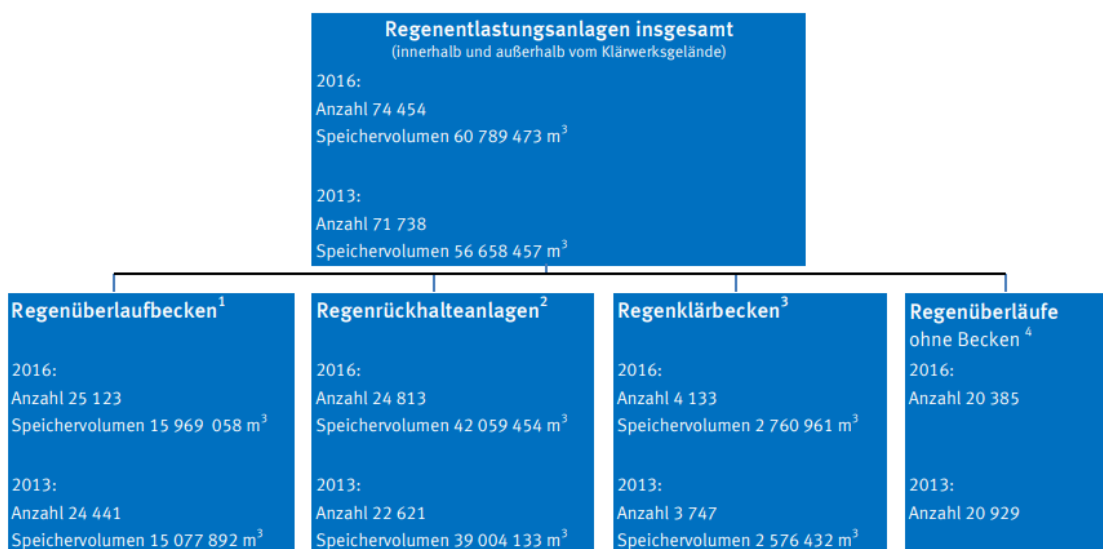 Regenentlastungsanlagen insgesamt
(innerhalb und außerhalb vom Klärwerksgelände)
2016:
Anzahl 74 454
Speichervolumen 60 789 473 m³
2013:
Anzahl 71 738
Speichervolumen 56 658 457 m³
Regenüberlaufbecken¹
2016:
Anzahl 25 123
Speichervolumen 15 969 058 m³
2013:
Anzahl 24 441
Speichervolumen 15 077 892 m³
Regenrückhalteanlagen²
2016:
Anzahl 24 813
Speichervolumen 42 059 454 m³
2013:
Anzahl 22 621
Speichervolumen 39 004 133 m³
Regenklärbecken³
2016:
Anzahl 4 133
Speichervolumen 2 760 961 m³
2013:
Anzahl 3 747
Speichervolumen 2 576 432 m³
Regenüberläufe
ohne Becken ⁴
2016:
Anzahl 20 385
2013:
Anzahl 20 929